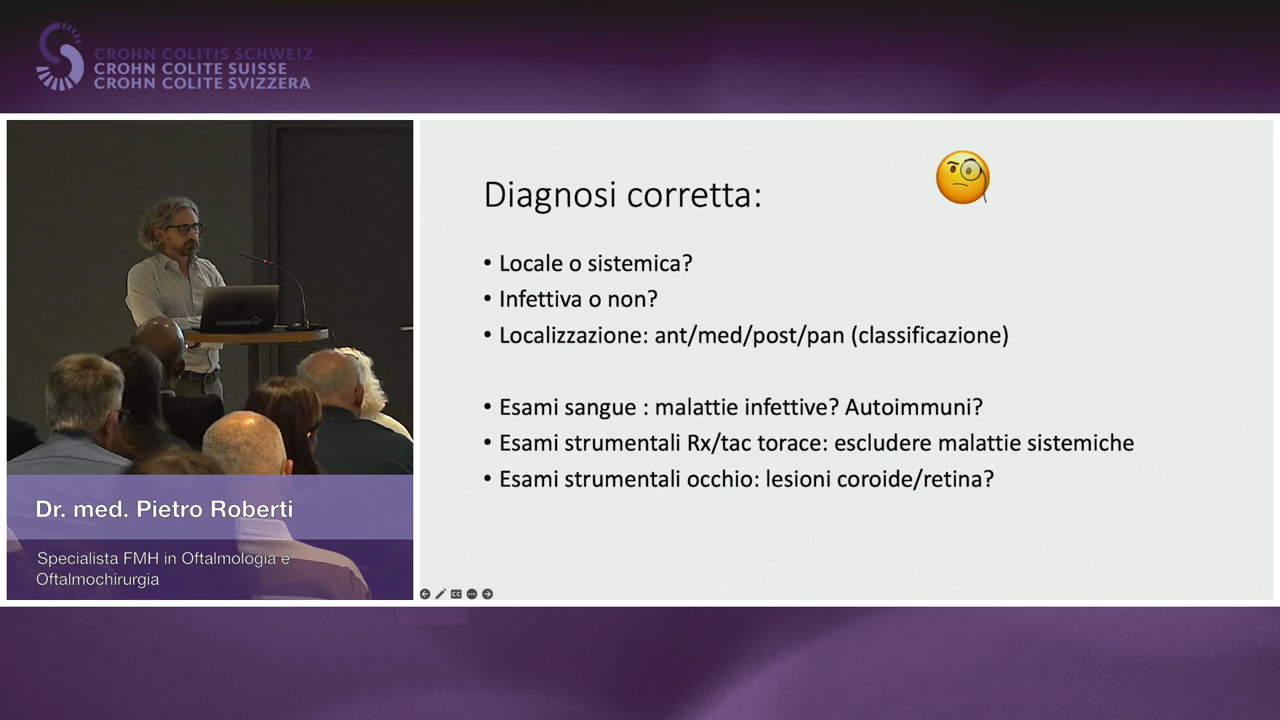 CROHN COLITIS SCHWEIZ
CROHN COLITE SUISSE
CROHN COLITE SVIZZERA
Diagnosi corretta:
• Locale o sistemica?
• Infettiva o non?
• Localizzazione: ant/med/post/pan (classificazione)
• Esami sangue : malattie infettive? Autoimmuni?
• Esami strumentali Rx/tac torace: escludere malattie sistemiche
• Esami strumentali occhio: lesioni coroide/retina?
Dr. med. Pietro Roberti
Specialista FMH in Oftalmologia e
Oftalmochirurgia